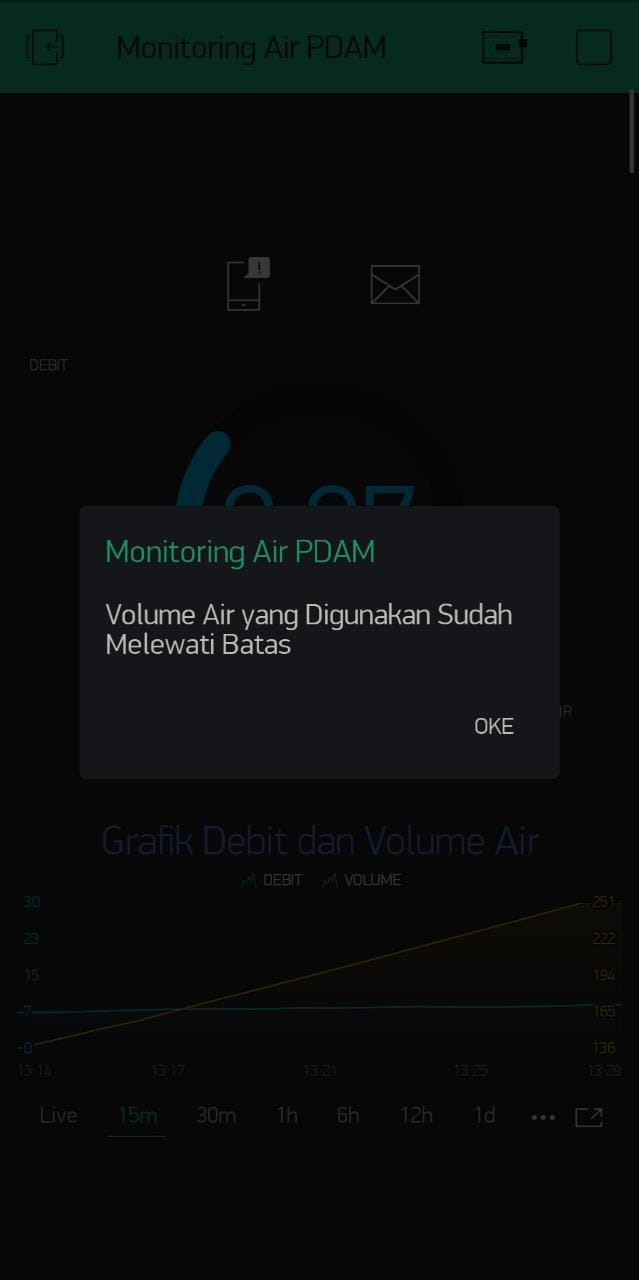 Monitoring Air PDAM
!
DEBIT
Monitoring Air PDAM
Volume Air yang Digunakan Sudah
Melewati Batas
OKE
Grafik Debit dan Volume Air
DEBIT VOLUME
30 251
23 222
15 194
7 165
0 136
13:14 13:17 13:21 13:25 13:29
Live 15m 30m 1h 6h 12h 1d